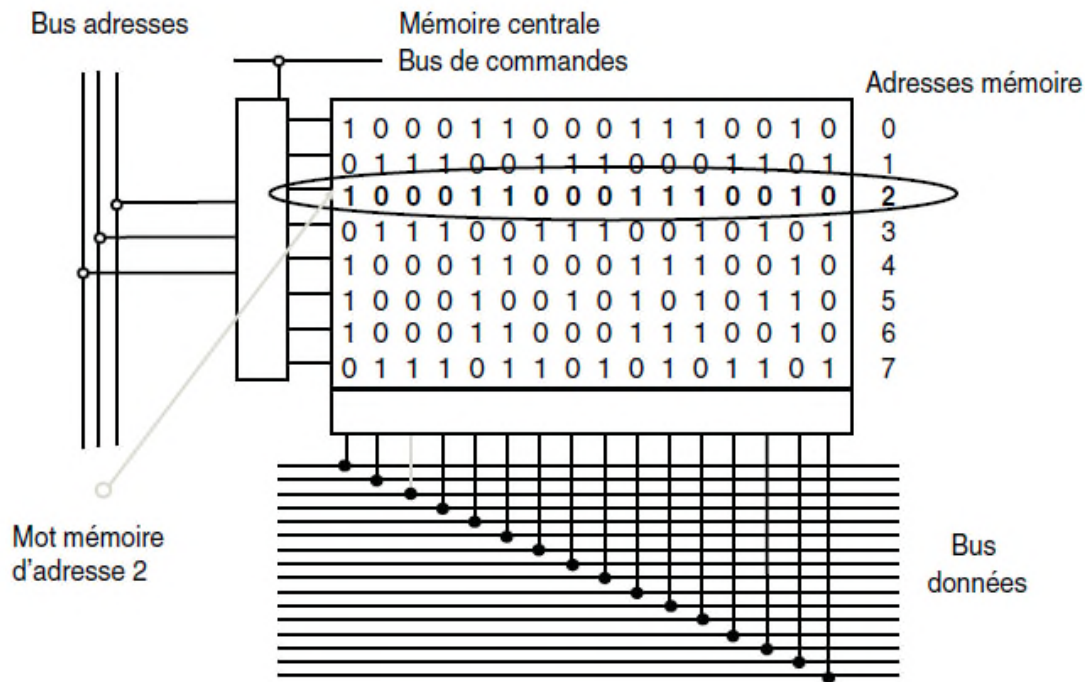 Bus adresses
Mémoire centrale
Bus de commandes
Adresses mémoire
1 0 0 0 1 1 0 0 0 1 1 1 0 0 1 0 0
0 1 1 1 0 0 1 1 1 0 0 0 1 1 0 1 1
1 0 0 0 1 1 0 0 0 1 1 1 0 0 1 0 2
0 1 1 1 0 0 1 1 1 0 0 1 0 1 0 1 3
1 0 0 0 1 1 0 0 0 1 1 1 0 0 1 0 4
1 0 0 0 1 0 0 1 0 1 0 1 0 1 1 0 5
1 0 0 0 1 1 0 0 0 1 1 1 0 0 1 0 6
0 1 1 1 0 1 1 0 1 0 1 0 1 1 0 1 7
Mot mémoire
d'adresse 2
Bus
données